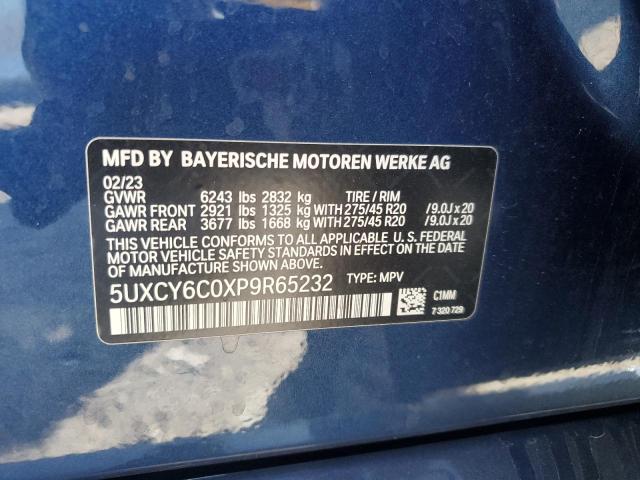 MFD BY BAYERISCHE MOTOREN WERKE AG
02/23
GVWR 6243 lbs 2832 kg TIRE / RIM
GAWR FRONT 2921 lbs 1325 kg WITH 275/45 R20 /9.0J x 20
GAWR REAR 3677 lbs 1668 kg WITH 275/45 R20 /9.0J x 20
THIS VEHICLE CONFORMS TO ALL APPLICABLE U. S. FEDERAL
MOTOR VEHICLE SAFETY STANDARDS IN EFFECT ON THE
DATE OF MANUFACTURE SHOWN ABOVE.
5UXCY6C0XP9R65232 TYPE: MPV
C1MM
7 320 729